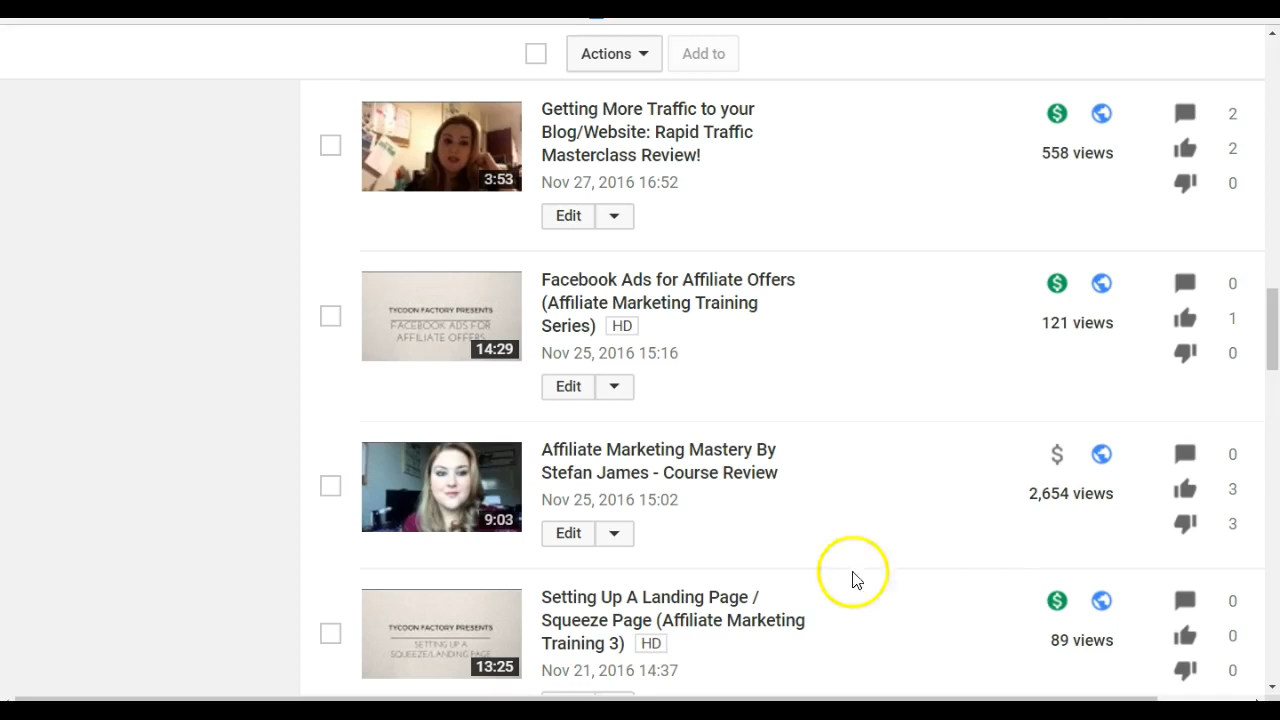 Actions
Add to
Getting More Traffic to your
Blog/Website: Rapid Traffic
Masterclass Review!
Nov 27, 2016 16:52
Edit
3:53
558 views
2
2
0
Facebook Ads for Affiliate Offers
(Affiliate Marketing Training
Series) HD
Nov 25, 2016 15:16
Edit
TYCOON FACTORY PRESENTS
FACEBOOK ADS FOR
AFFILIATE OFFERS
14:29
121 views
0
1
0
Affiliate Marketing Mastery By
Stefan James - Course Review
Nov 25, 2016 15:02
Edit
9:03
2,654 views
0
3
3
Setting Up A Landing Page /
Squeeze Page (Affiliate Marketing
Training 3) HD
Nov 21, 2016 14:37
TYCOON FACTORY PRESENTS
SETTING UP A
SQUEEZE/LANDING PAGE
13:25
89 views
0
0
0